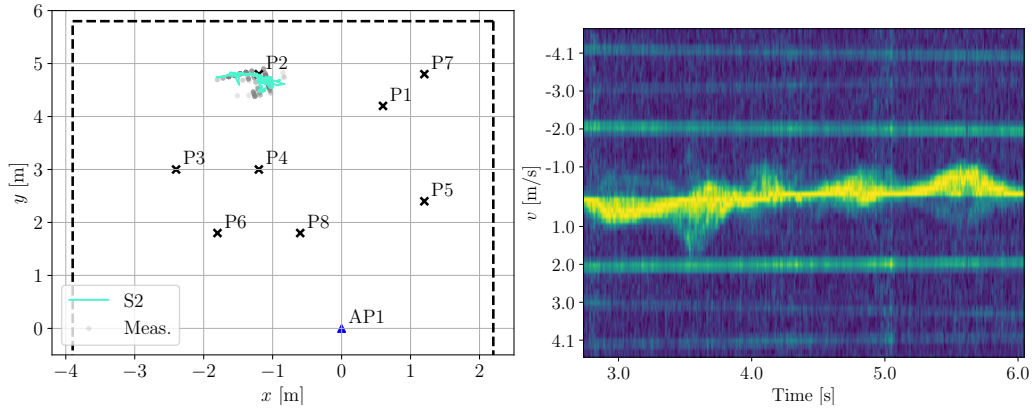 6
5
4
3
2
1
0
y [m]
−4
−3
−2
−1
0
1
2
x [m]
P2
P7
P1
P3
P4
P5
P6
P8
AP1
S2
Meas.
-4.1
-3.0
-2.0
-1.0
1.0
2.0
3.0
4.1
v [m/s]
3.0
4.0
5.0
6.0
Time [s]